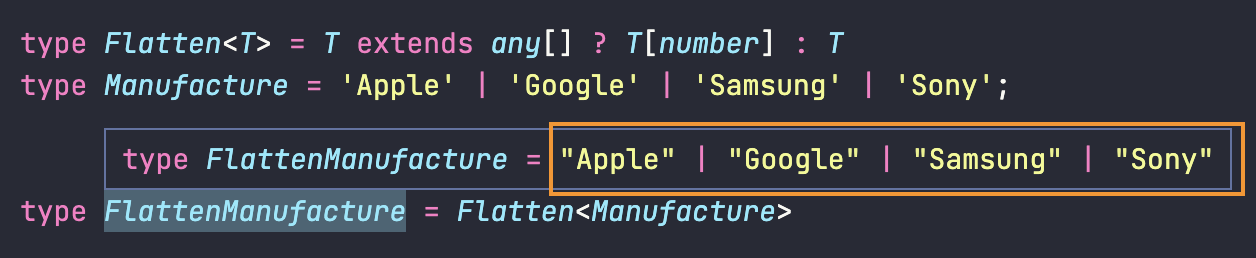 type Flatten<T> = T extends any[] ? T[number] : T
type Manufacture = 'Apple' | 'Google' | 'Samsung' | 'Sony';
type FlattenManufacture = "Apple" | "Google" | "Samsung" | "Sony"
type FlattenManufacture = Flatten<Manufacture>